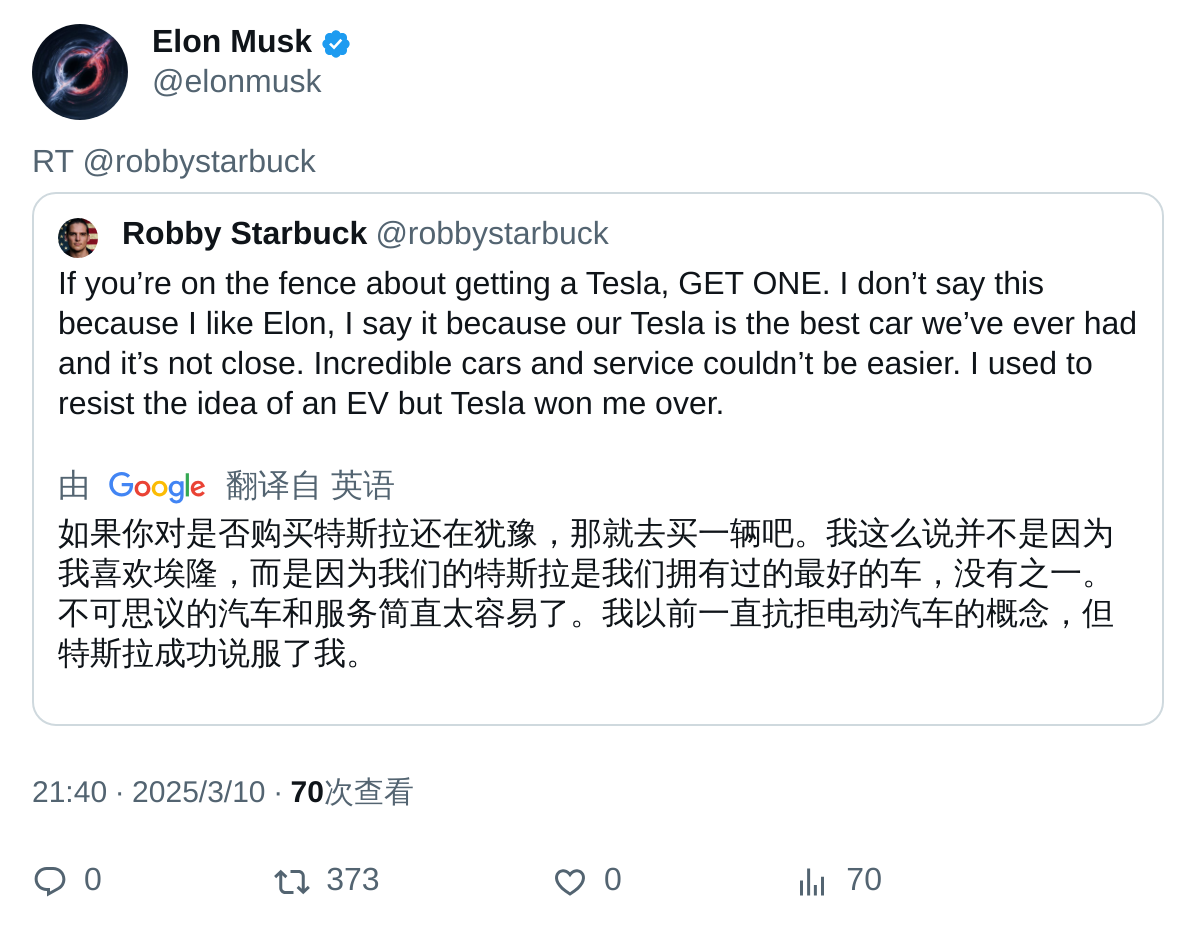 Elon Musk
@elonmusk
RT @robbystarbuck
Robby Starbuck @robbystarbuck
If you’re on the fence about getting a Tesla, GET ONE. I don’t say this
because I like Elon, I say it because our Tesla is the best car we’ve ever had
and it’s not close. Incredible cars and service couldn’t be easier. I used to
resist the idea of an EV but Tesla won me over.
由 Google 翻译自 英语
如果你对是否购买特斯拉还在犹豫，那就去买一辆吧。我这么说并不是因为
我喜欢埃隆，而是因为我们的特斯拉是我们拥有过的最好的车，没有之一。
不可思议的汽车和服务简直太容易了。我以前一直抗拒电动汽车的概念，但
特斯拉成功说服了我。
21:40 · 2025/3/10 · 70次查看
0 373 0 70